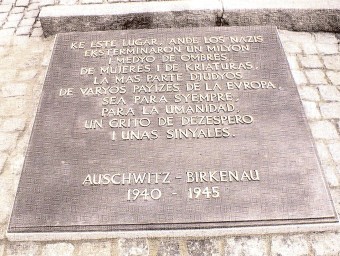 KE ESTE LUGAR, ANDE LOS NAZIS
EKSTERMINARON UN MILYON
I MEDYO DE OMBRES,
DE MUJERES I DE KRIATURAS,
LA MAS PARTE DJUDYOS
DE VARYOS PAYIZES DE LA EVROPA,
SEA PARA SYEMPRE,
PARA LA UMANIDAD,
UN GRITO DE DEZESPERO
I UNAS SINYALES.
AUSCHWITZ - BIRKENAU
1940 - 1945